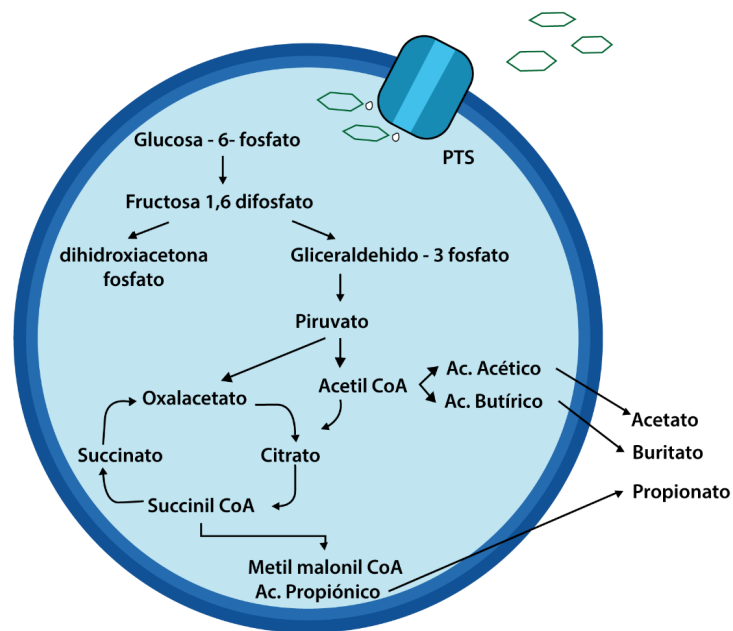 PTS
Glucosa - 6- fosfato
Fructosa 1,6 difosfato
dihidroxiacetona
fosfato
Gliceraldehido - 3 fosfato
Piruvato
Acetil CoA
Ac. Acético
Ac. Butírico
Oxalacetato
Succinato
Citrato
Succinil CoA
Metil malonil CoA
Ac. Propiónico
Acetato
Buritato
Propionato